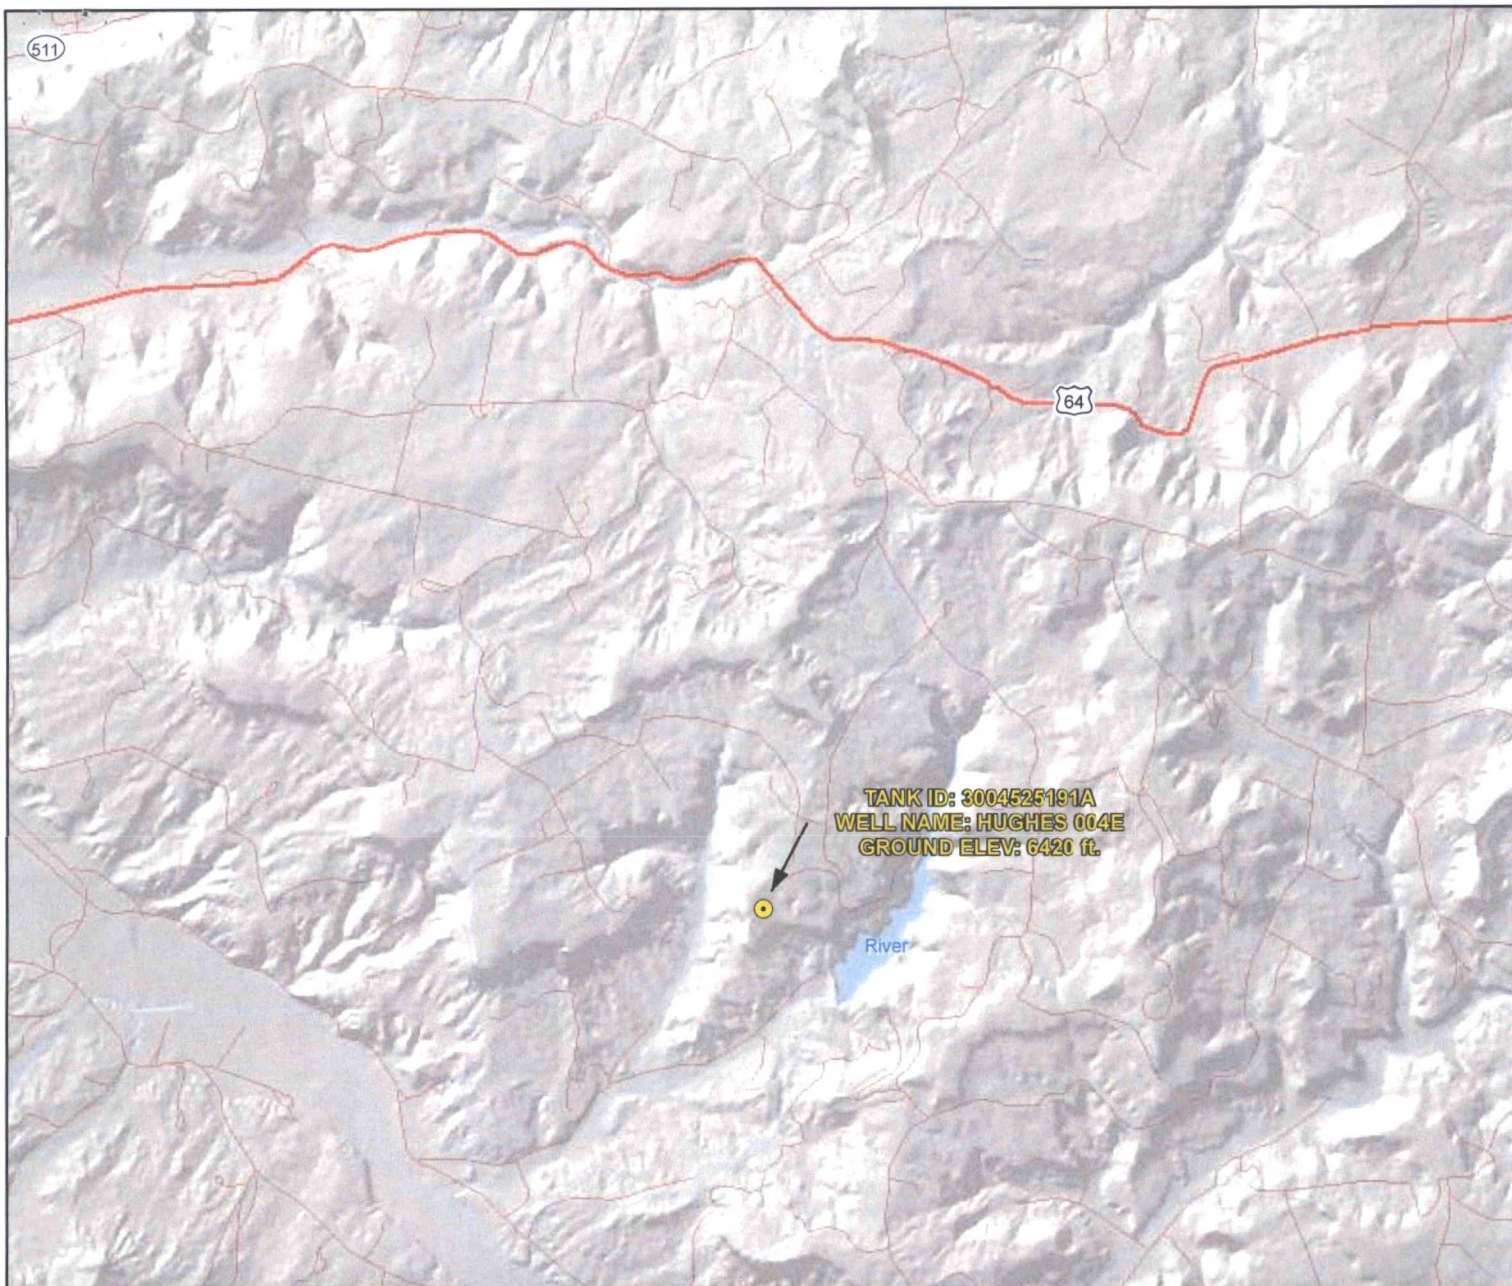 511
64
TANK ID: 3004525191A
WELL NAME: HUGHES 004E
GROUND ELEV: 6420 ft.
River